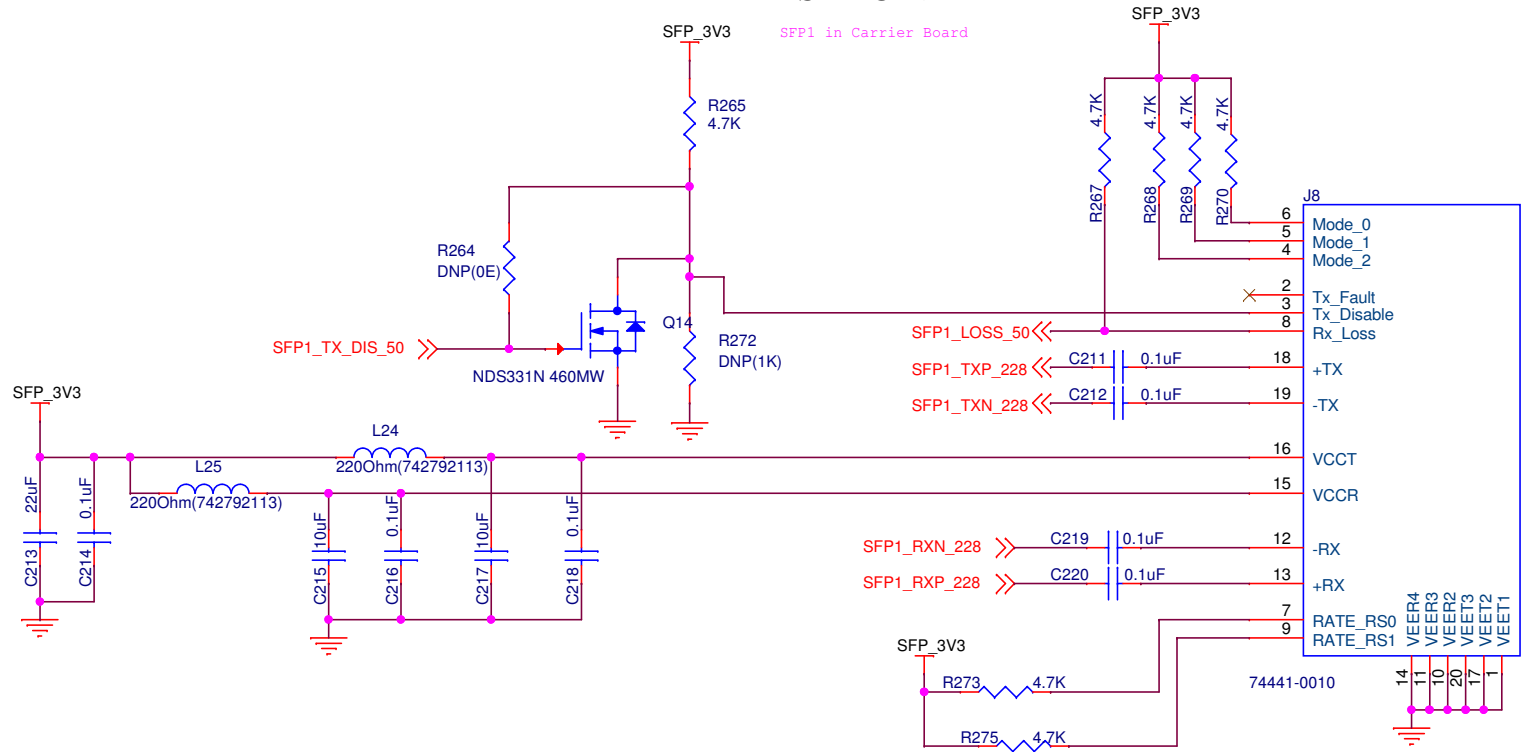 SFP_3V3
SFP1 in Carrier Board
SFP_3V3
R265
4.7K
4.7K
4.7K
4.7K
4.7K
R267
R268
R269
R270
J8
6
Mode_0
5
Mode_1
4
Mode_2
2
Tx_Fault
3
Tx_Disable
8
Rx_Loss
R264
DNP(0E)
Q14
R272
DNP(1K)
SFP1_TX_DIS_50
NDS331N 460MW
SFP1_LOSS_50
SFP1_TXP_228
C211
0.1uF
18
+TX
SFP1_TXN_228
C212
0.1uF
19
-TX
SFP_3V3
L24
220Ohm(742792113)
16
VCCT
L25
220Ohm(742792113)
15
VCCR
22uF
C213
0.1uF
C214
10uF
C215
0.1uF
C216
10uF
C217
0.1uF
C218
SFP1_RXN_228
C219
0.1uF
12
-RX
SFP1_RXP_228
C220
0.1uF
13
+RX
7
RATE_RS0
9
RATE_RS1
VEER4
VEER3
VEER2
VEET3
VEET2
VEET1
14
11
10
20
17
1
74441-0010
SFP_3V3
R273
4.7K
R275
4.7K